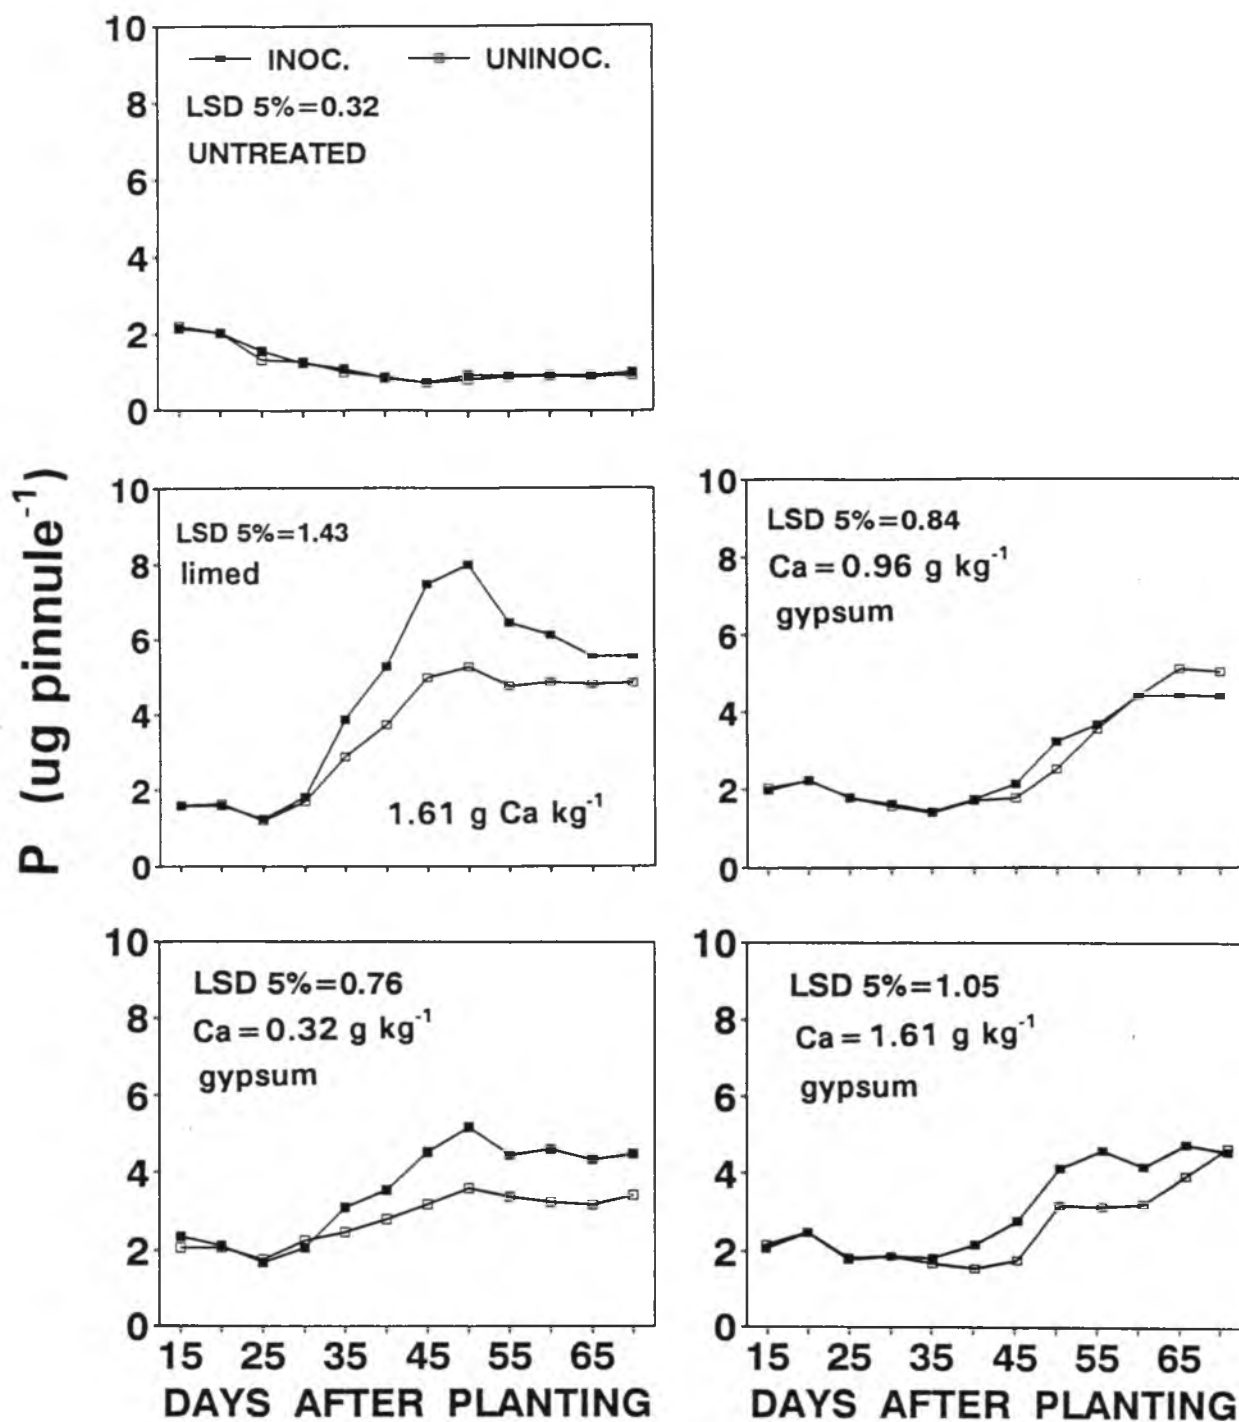 P (ug pinnule-1)
10
8
6
4
2
0
INOC. UNINOC.
LSD 5%=0.32
UNTREATED
10
8
6
4
2
0
LSD 5%=1.43
limed
1.61 g Ca kg-1
10
8
6
4
2
0
LSD 5%=0.84
Ca=0.96 g kg-1
gypsum
10
8
6
4
2
0
LSD 5%=0.76
Ca=0.32 g kg-1
gypsum
15 25 35 45 55 65
DAYS AFTER PLANTING
10
8
6
4
2
0
LSD 5%=1.05
Ca=1.61 g kg-1
gypsum
15 25 35 45 55 65
DAYS AFTER PLANTING